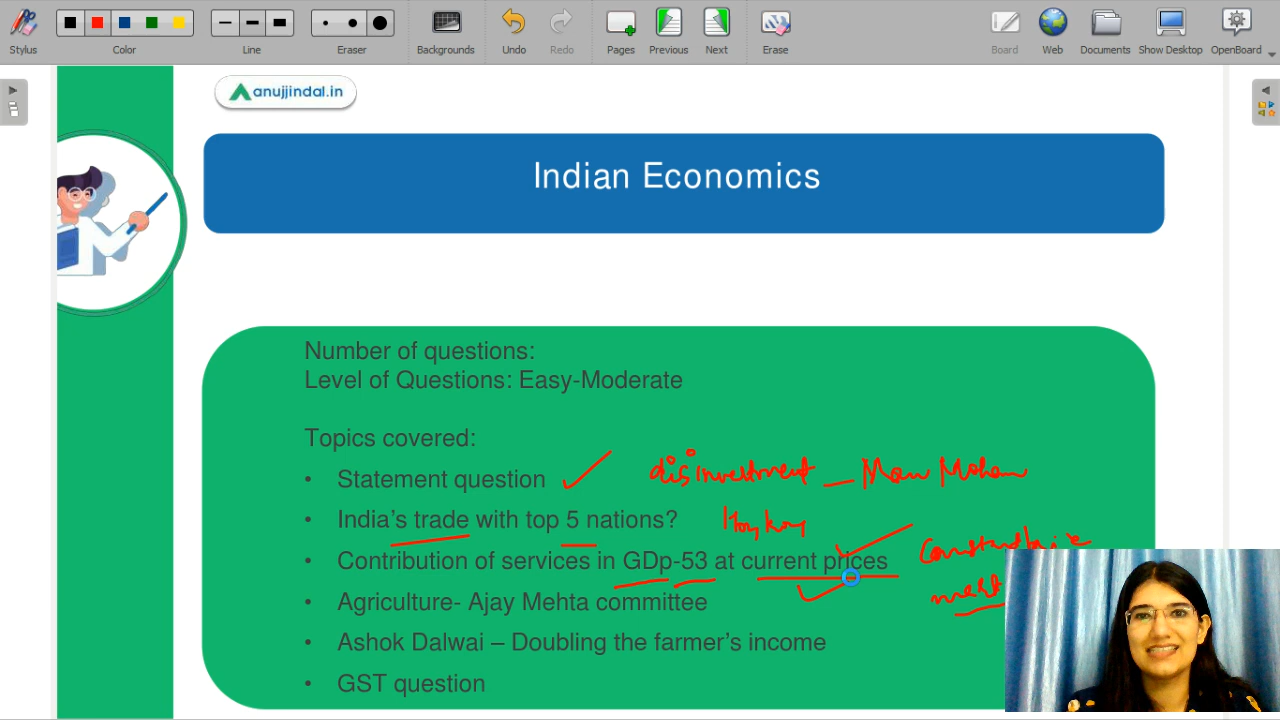 Stylus Color Line Eraser Backgrounds Undo Redo Pages Previous Next Erase Board Web Documents Show Desktop OpenBoard
anujjindal.in
Indian Economics
Number of questions:
Level of Questions: Easy-Moderate
Topics covered:
• Statement question
disinvestment — Man Mohan
• India's trade with top 5 nations?
• Contribution of services in GDp-53 at current prices
• Agriculture- Ajay Mehta committee
• Ashok Dalwai – Doubling the farmer's income
• GST question